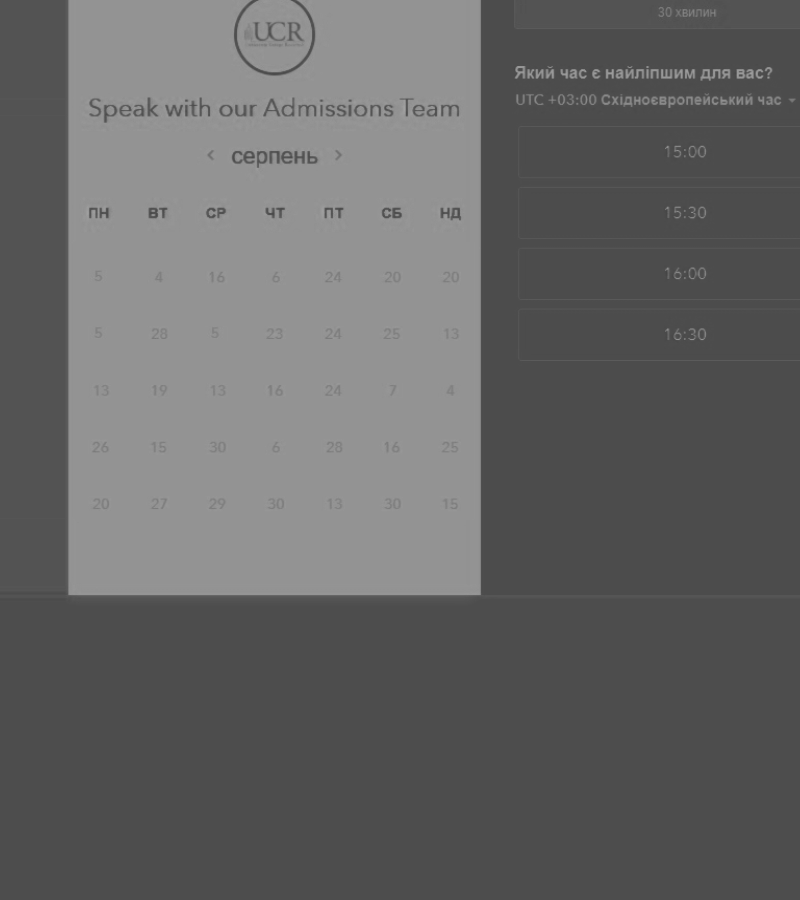 UCR
Speak with our Admissions Team
серпень
ПН ВТ СР ЧТ ПТ СБ НД
5 4 16 6 24 20 20
5 28 5 23 24 25 13
13 19 13 16 24 7 4
26 15 30 6 28 16 25
20 27 29 30 13 30 15
30 хвилин
Який час є найліпшим для вас?
UTC +03:00 Східноєвропейський час
15:00
15:30
16:00
16:30